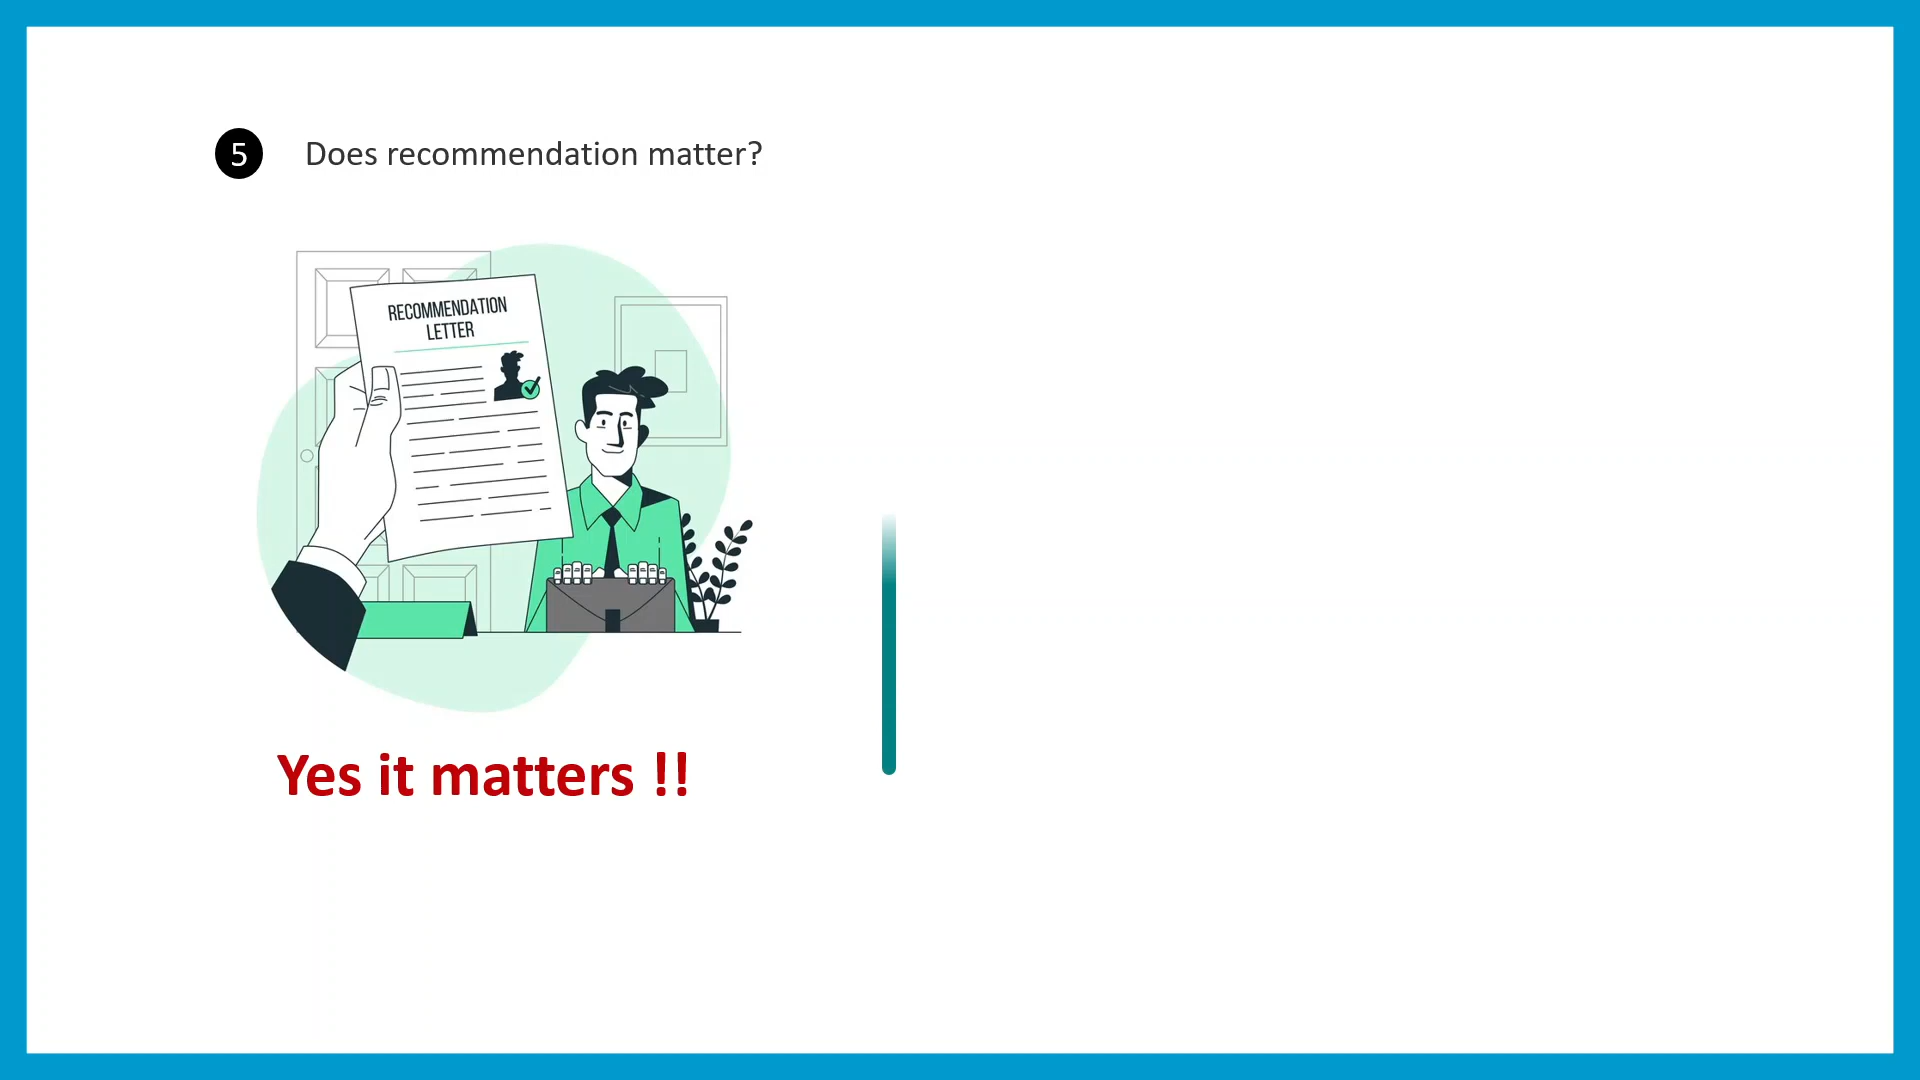 5 Does recommendation matter?
RECOMMENDATION
LETTER
Yes it matters !!